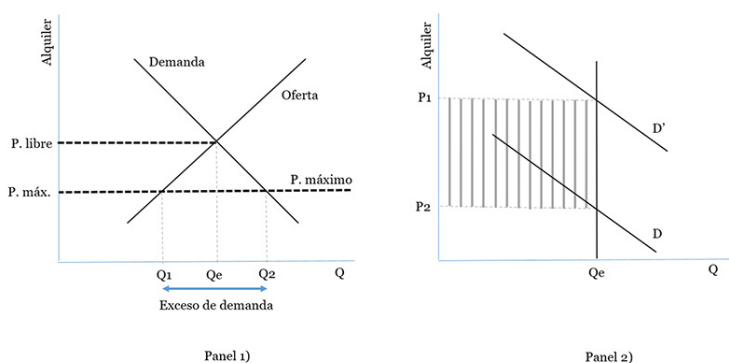 Alquiler
Demanda
Oferta
P. libre
P. máximo
P. máx.
Q1
Qe
Q2
Q
Exceso de demanda
Panel 1)
Alquiler
P1
D'
P2
D
Qe
Q
Panel 2)